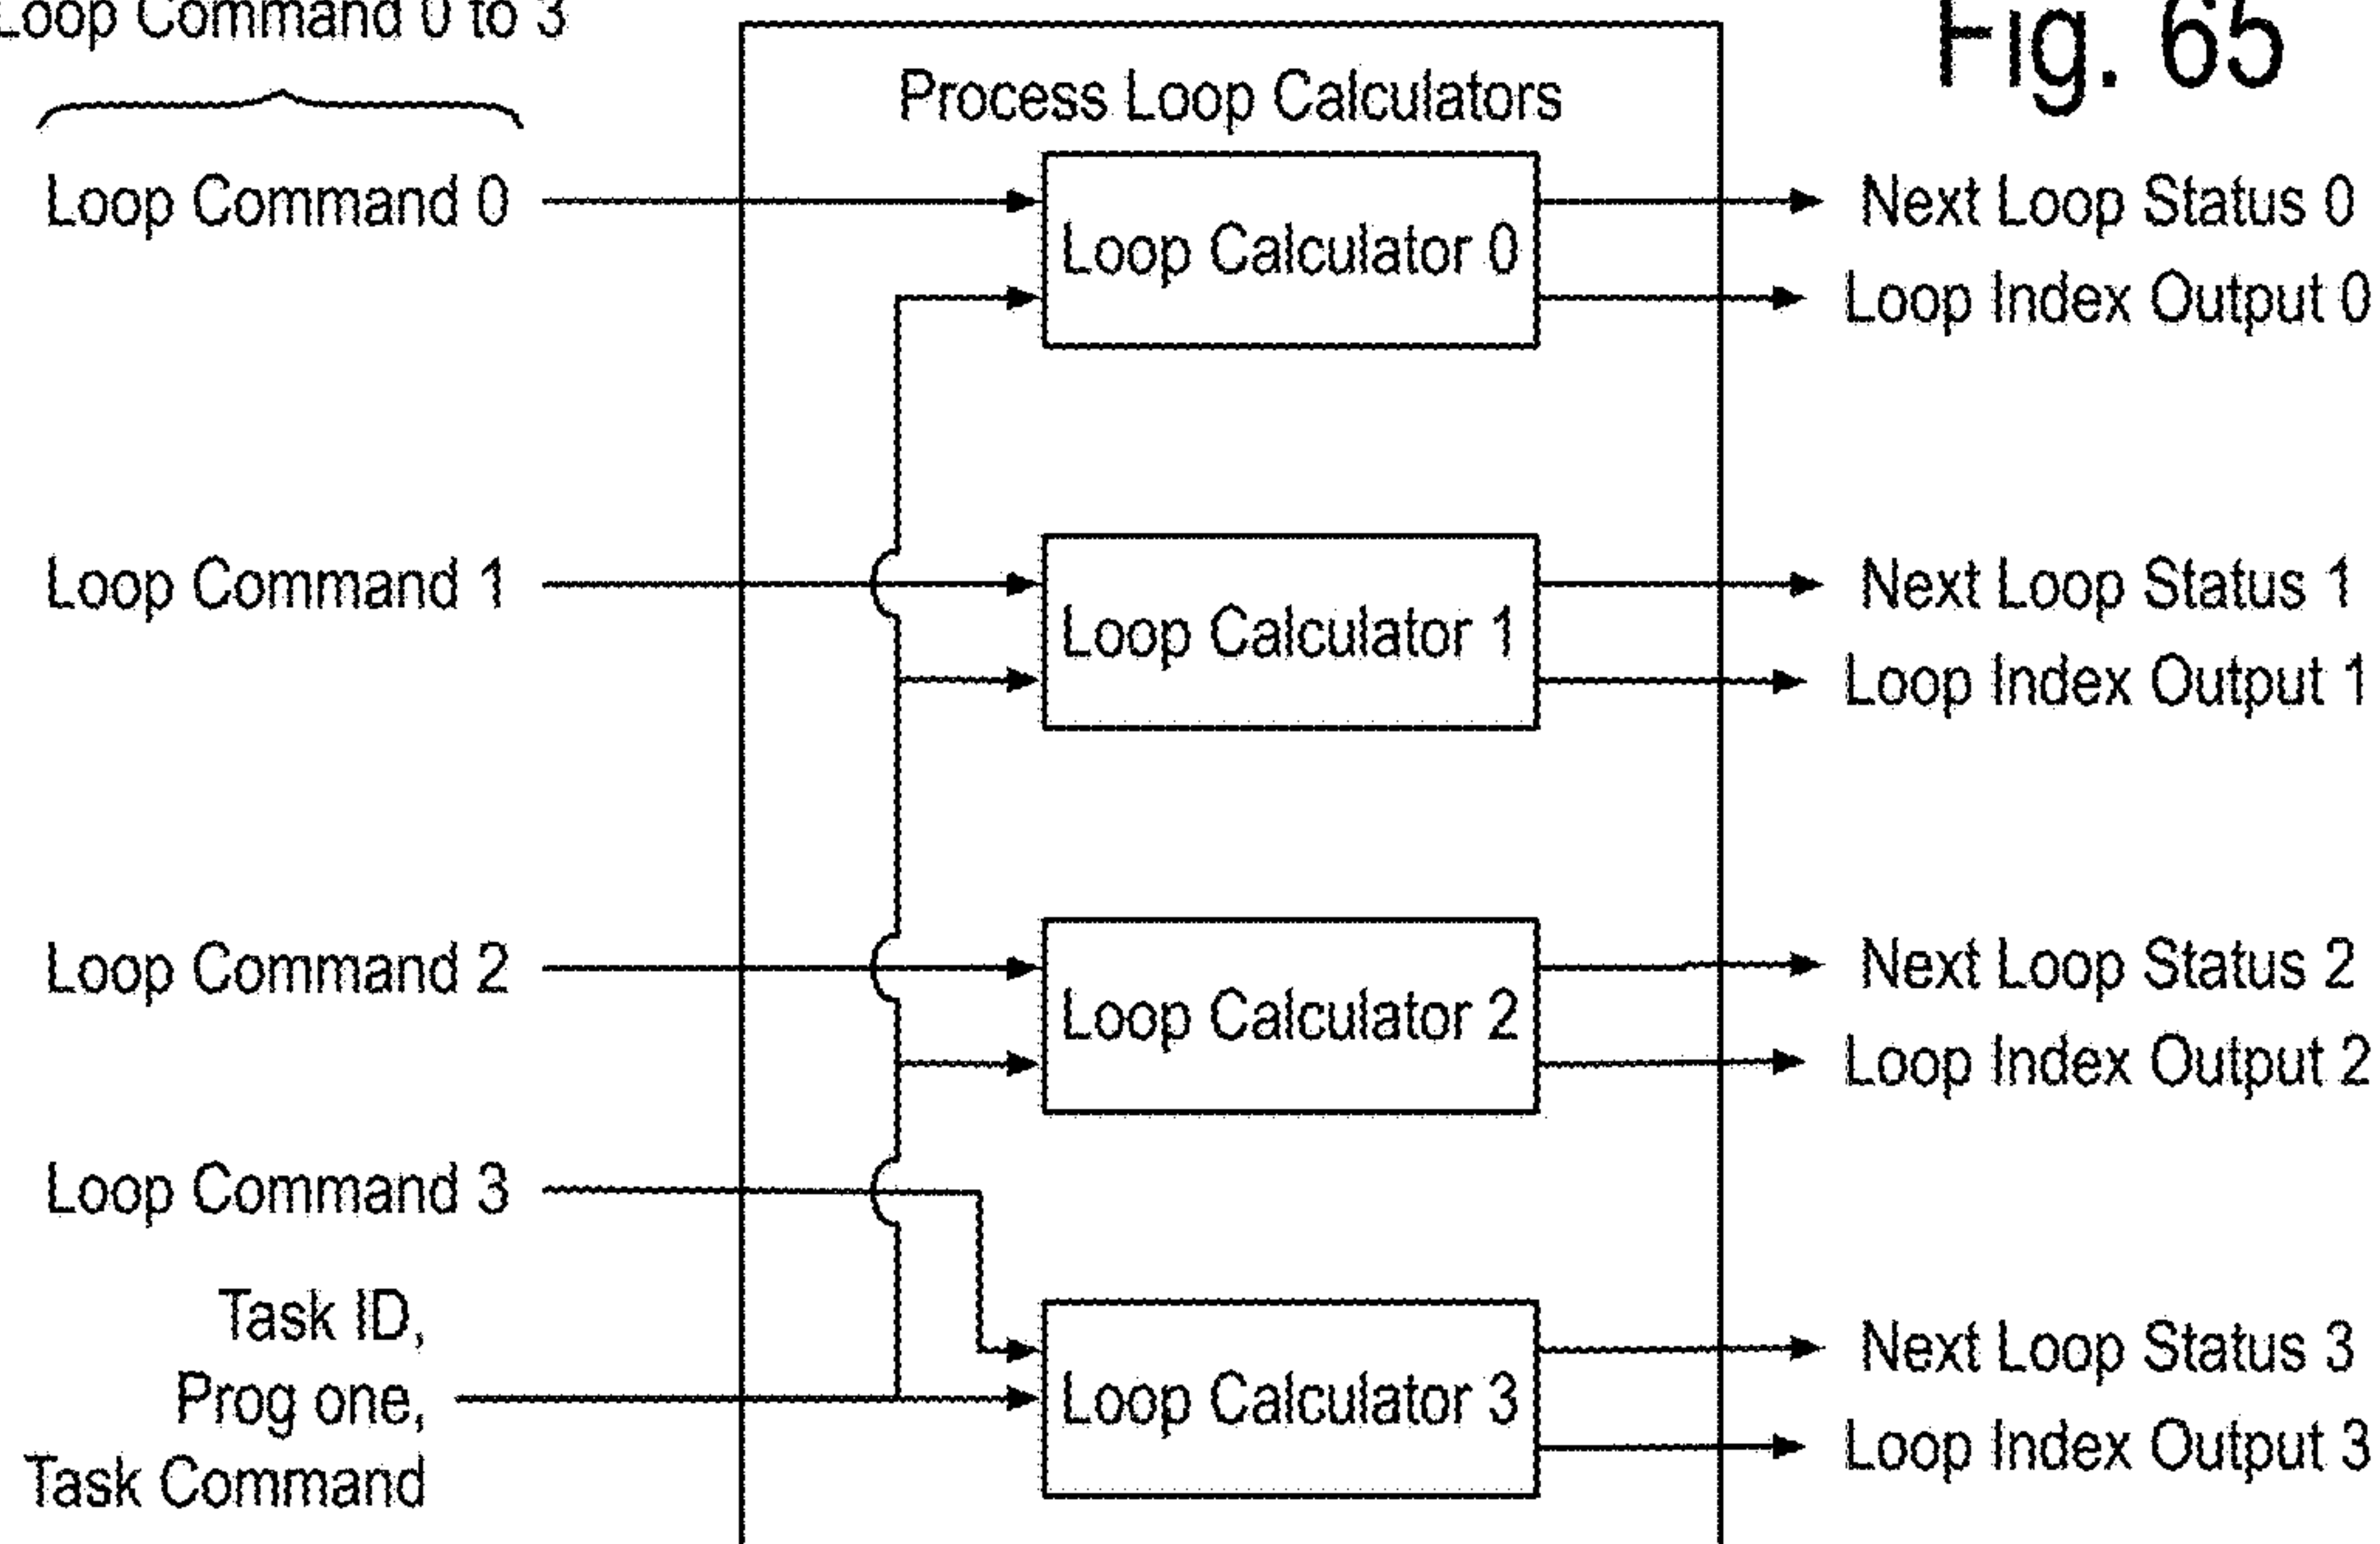 Loop Command 0 to 3
Fig. 65
Process Loop Calculators
Loop Command 0
Loop Calculator 0
Next Loop Status 0
Loop Index Output 0
Loop Command 1
Loop Calculator 1
Next Loop Status 1
Loop Index Output 1
Loop Command 2
Loop Calculator 2
Next Loop Status 2
Loop Index Output 2
Loop Command 3
Task ID,
Prog one,
Task Command
Loop Calculator 3
Next Loop Status 3
Loop Index Output 3